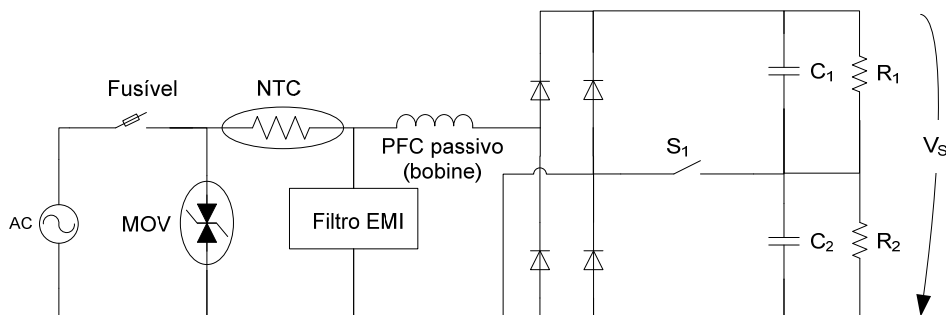 Fusível
NTC
PFC passivo
(bobine)
AC
MOV
Filtro EMI
S1
C1
R1
C2
R2
VS